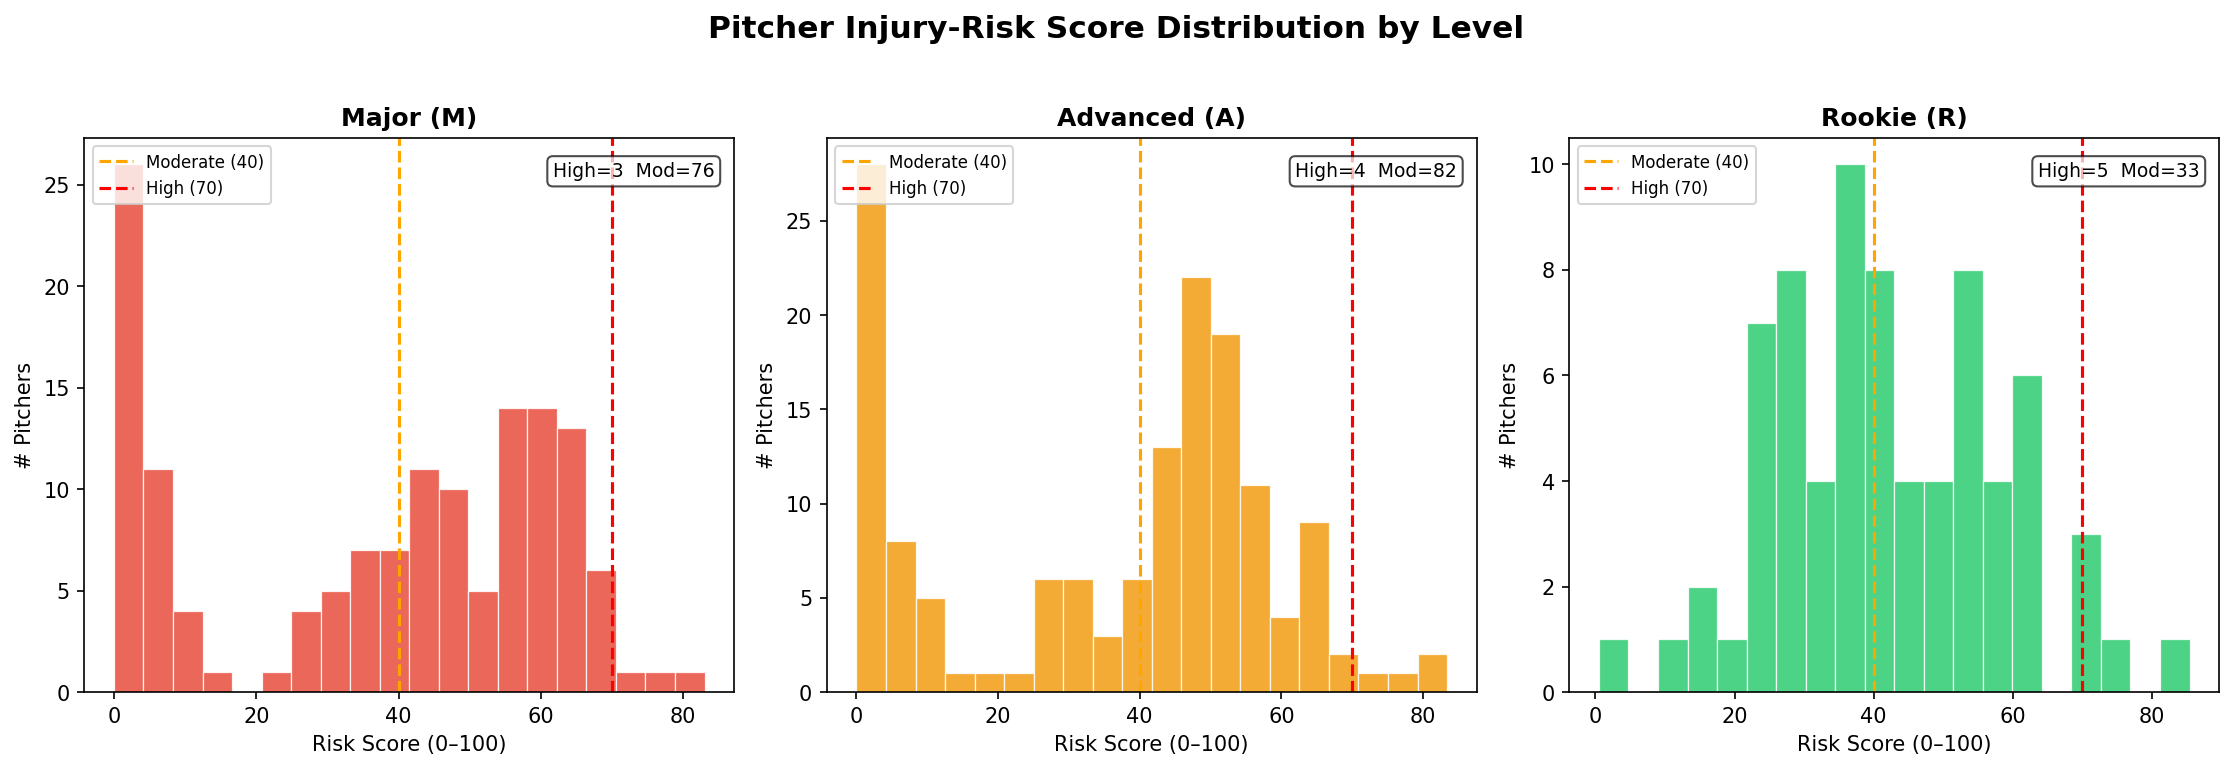 Pitcher Injury-Risk Score Distribution by Level
Major (M)
Moderate (40)
High (70)
High=3  Mod=76
# Pitchers
0
5
10
15
20
25
0 20 40 60 80
Risk Score (0–100)
Advanced (A)
Moderate (40)
High (70)
High=4  Mod=82
# Pitchers
0
5
10
15
20
25
0 20 40 60 80
Risk Score (0–100)
Rookie (R)
Moderate (40)
High (70)
High=5  Mod=33
# Pitchers
0
2
4
6
8
10
0 20 40 60 80
Risk Score (0–100)